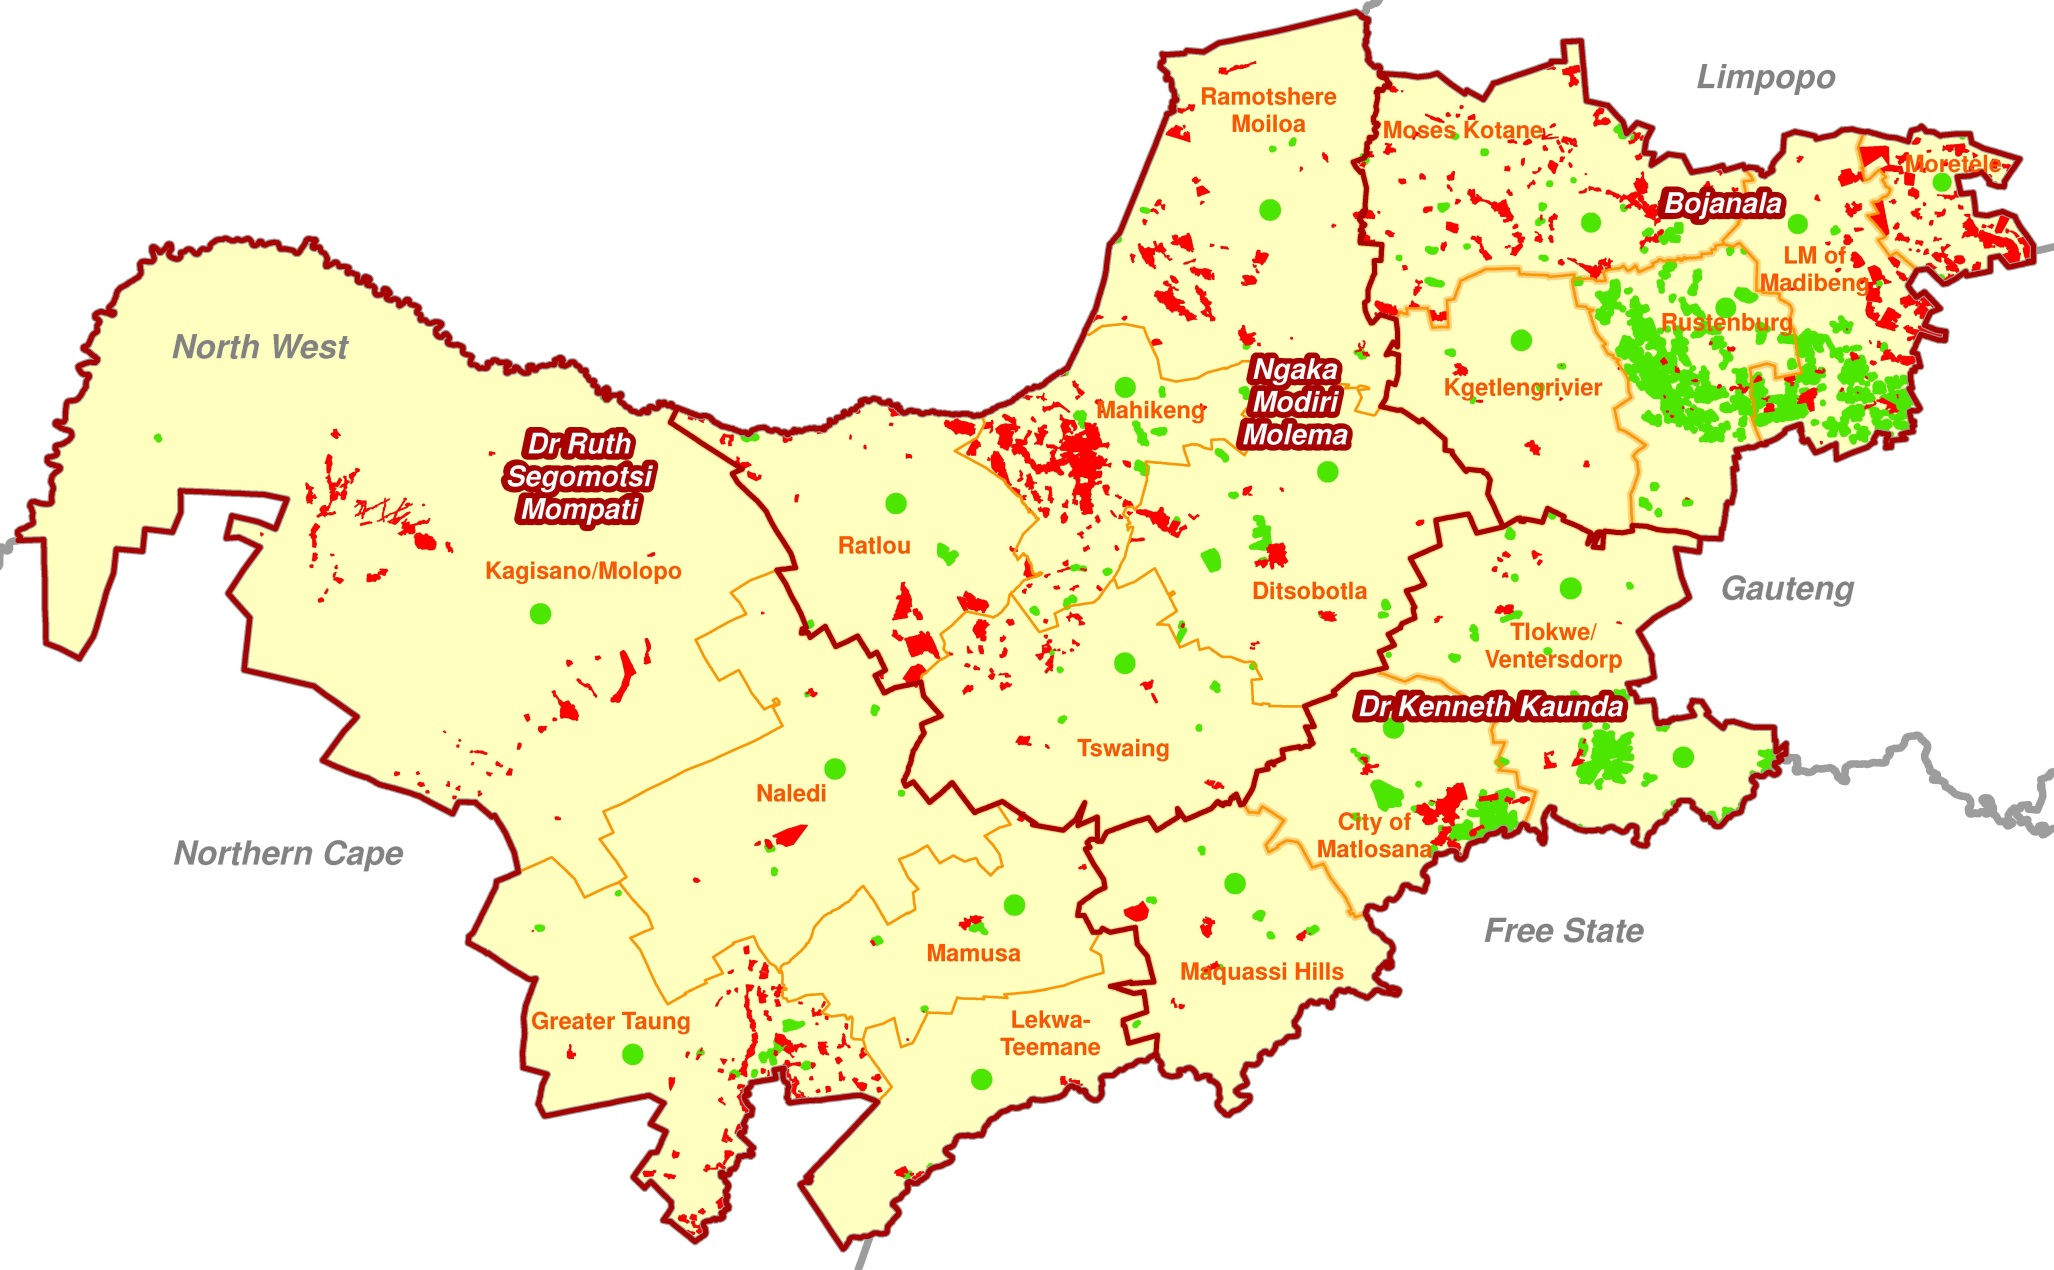 Limpopo
Ramotshere
Moiloa
Moses Kotane
Moretele
Bojanala
LM of
Madibeng
Rustenburg
North West
Ngaka
Modiri
Molema
Kgetlengrivier
Mahikeng
Dr Ruth
Segomotsi
Mompati
Ratlou
Kagisano/Molopo
Ditsobotla
Gauteng
Tlokwe/
Ventersdorp
Dr Kenneth Kaunda
Tswaing
Naledi
City of
Matlosana
Northern Cape
Free State
Mamusa
Maquassi Hills
Greater Taung
Lekwa-
Teemane